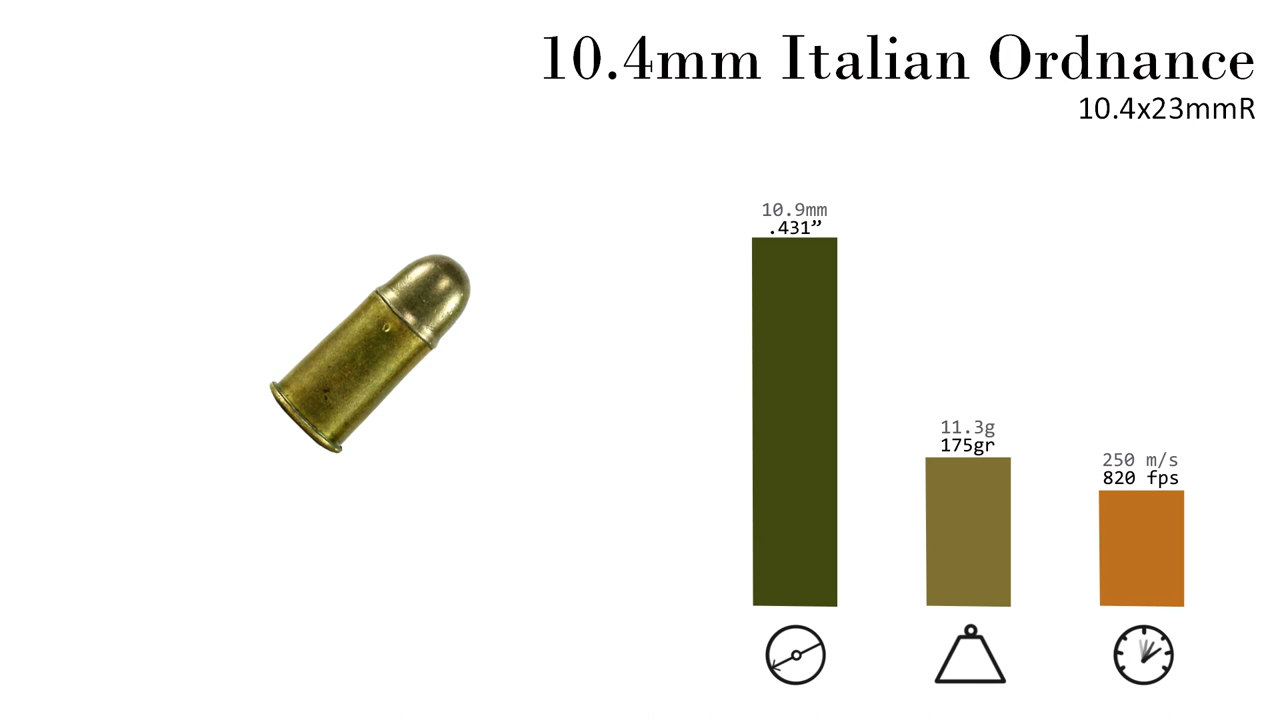 10.4mm Italian Ordnance
10.4x23mmR
10.9mm
.431”
11.3g
175gr
250 m/s
820 fps